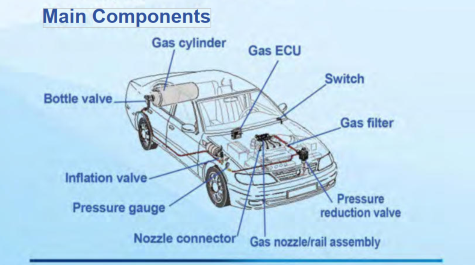 Main Components
Gas cylinder
Gas ECU
Switch
Bottle valve
Gas filter
Inflation valve
Pressure gauge
Pressure
reduction valve
Nozzle connector
Gas nozzle/rail assembly